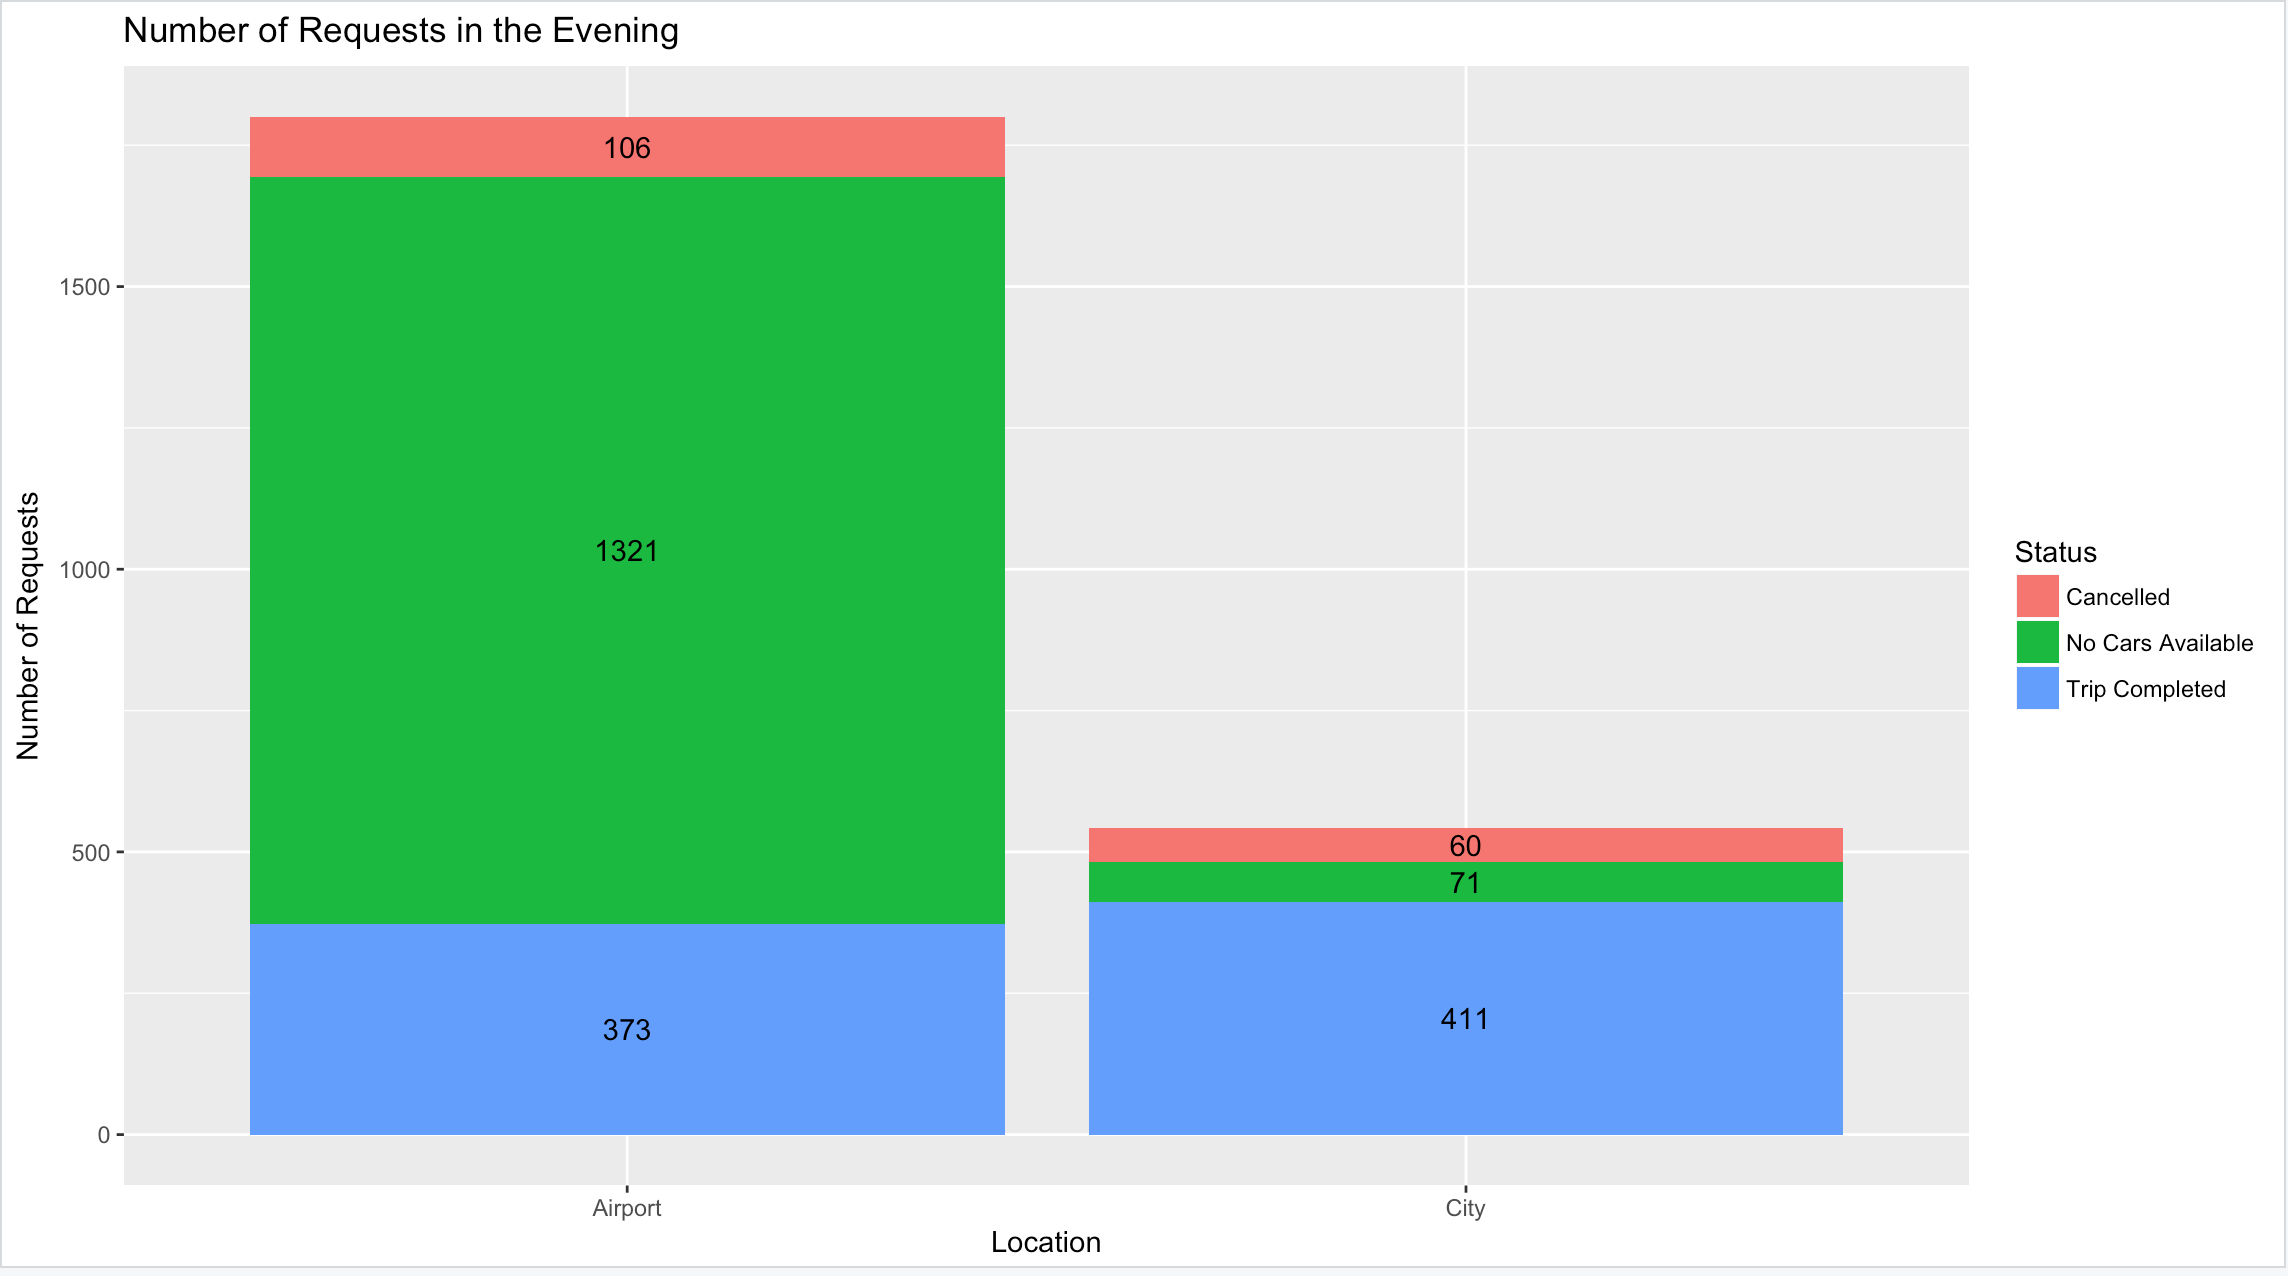 Number of Requests in the Evening
Number of Requests
1500
1000
500
0
106
1321
373
60
71
411
Airport
City
Location
Status
Cancelled
No Cars Available
Trip Completed